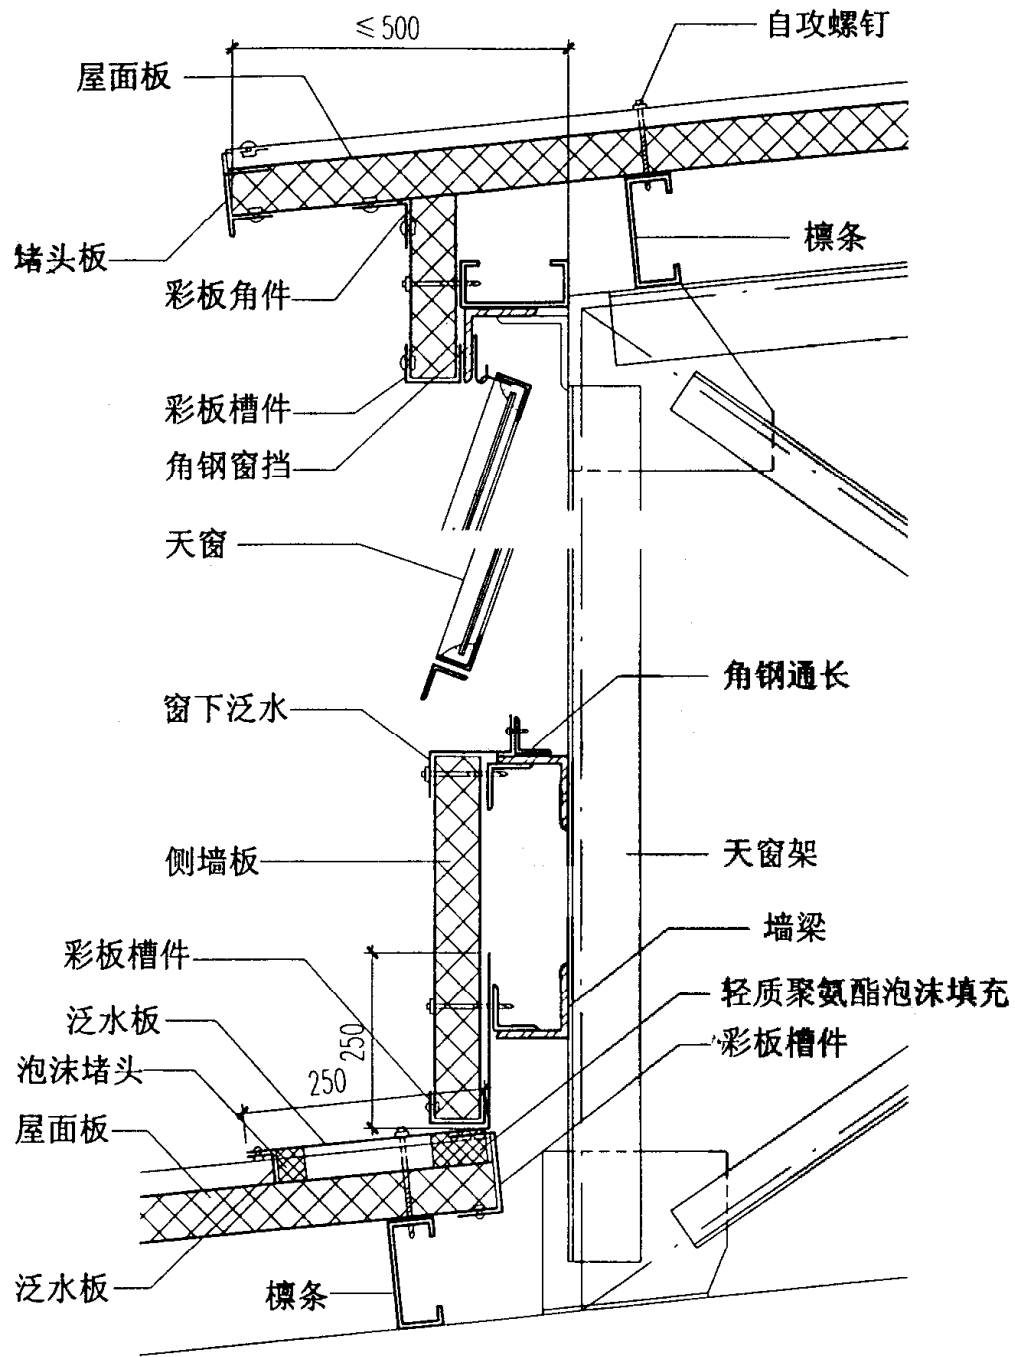 ≤500
自攻螺钉
屋面板
檩条
堵头板
彩板角件
彩板槽件
角钢窗挡
天窗
角钢通长
窗下泛水
侧墙板
天窗架
墙梁
彩板槽件
轻质聚氨酯泡沫填充
泛水板
250
彩板槽件
泡沫堵头
250
屋面板
泛水板
檩条